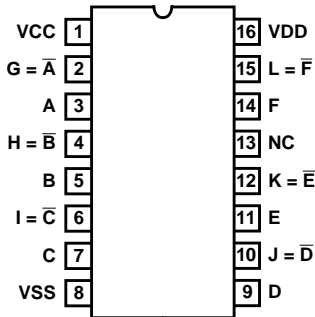 VCC 1 16 VDD
G = A̅ 2 15 L = F̅
A 3 14 F
H = B̅ 4 13 NC
B 5 12 K = E̅
I = C̅ 6 11 E
C 7 10 J = D̅
VSS 8 9 D